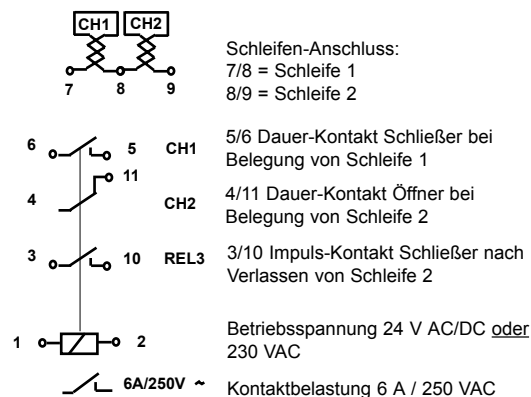 CH1 CH2
7 8 9
Schleifen-Anschluss:
7/8 = Schleife 1
8/9 = Schleife 2
6 5 CH1
5/6 Dauer-Kontakt Schließer bei
Belegung von Schleife 1
11
4 CH2
4/11 Dauer-Kontakt Öffner bei
Belegung von Schleife 2
3 10 REL3
3/10 Impuls-Kontakt Schließer nach
Verlassen von Schleife 2
1 2
Betriebsspannung 24 V AC/DC oder
230 VAC
6A/250V ~
Kontaktbelastung 6 A / 250 VAC